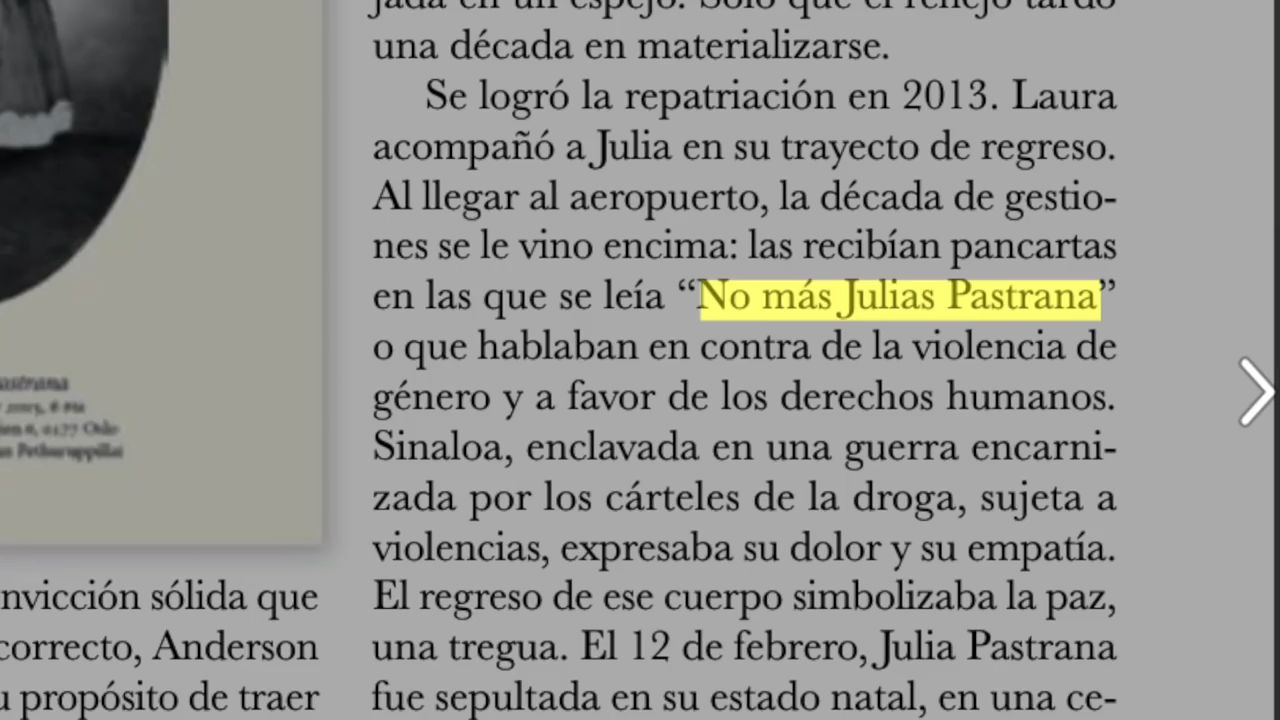 una década en materializarse.
Se logró la repatriación en 2013. Laura
acompañó a Julia en su trayecto de regreso.
Al llegar al aeropuerto, la década de gestio-
nes se le vino encima: las recibían pancartas
en las que se leía “No más Julias Pastrana”
o que hablaban en contra de la violencia de
género y a favor de los derechos humanos.
Sinaloa, enclavada en una guerra encarni-
zada por los cárteles de la droga, sujeta a
violencias, expresaba su dolor y su empatía.
El regreso de ese cuerpo simbolizaba la paz,
una tregua. El 12 de febrero, Julia Pastrana
fue sepultada en su estado natal, en una ce-
nvicción sólida que
correcto, Anderson
u propósito de traer